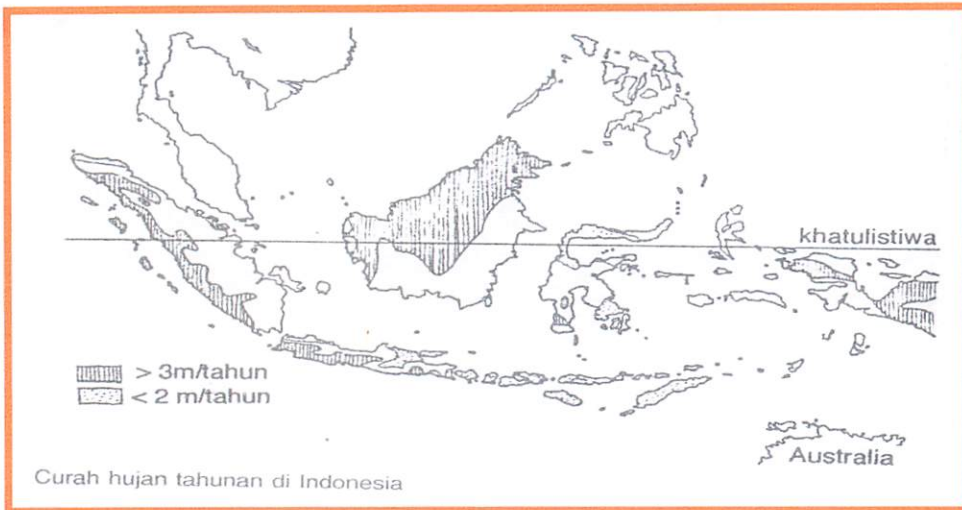 khatulistiwa
> 3m/tahun
< 2 m/tahun
Australia
Curah hujan tahunan di Indonesia